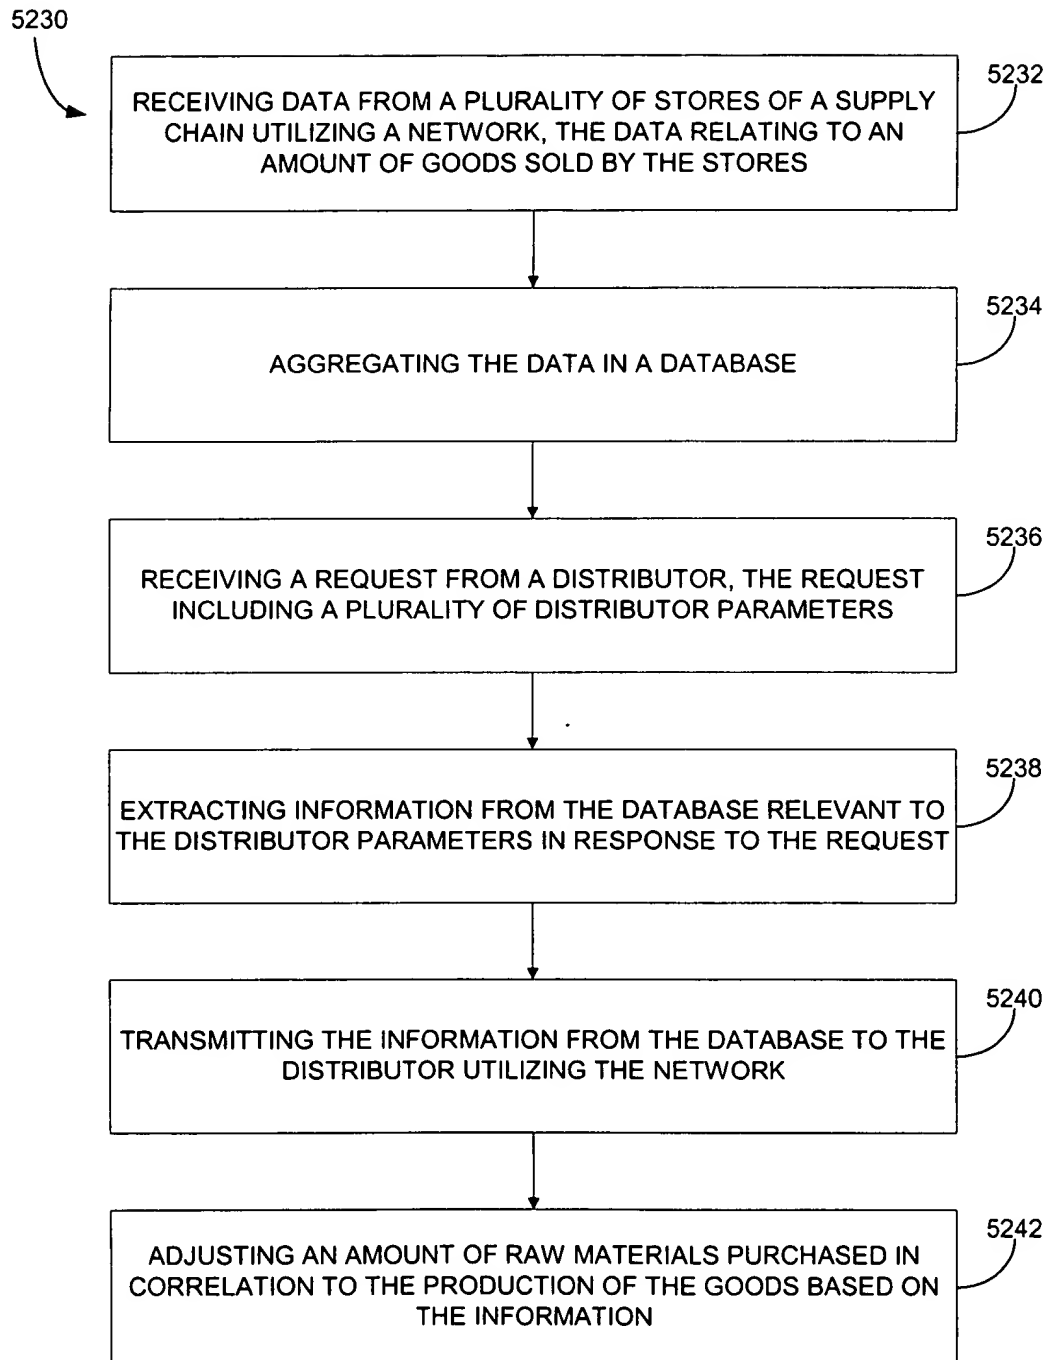 5230
5232
RECEIVING DATA FROM A PLURALITY OF STORES OF A SUPPLY
CHAIN UTILIZING A NETWORK, THE DATA RELATING TO AN
AMOUNT OF GOODS SOLD BY THE STORES
5234
AGGREGATING THE DATA IN A DATABASE
5236
RECEIVING A REQUEST FROM A DISTRIBUTOR, THE REQUEST
INCLUDING A PLURALITY OF DISTRIBUTOR PARAMETERS
5238
EXTRACTING INFORMATION FROM THE DATABASE RELEVANT TO
THE DISTRIBUTOR PARAMETERS IN RESPONSE TO THE REQUEST
5240
TRANSMITTING THE INFORMATION FROM THE DATABASE TO THE
DISTRIBUTOR UTILIZING THE NETWORK
5242
ADJUSTING AN AMOUNT OF RAW MATERIALS PURCHASED IN
CORRELATION TO THE PRODUCTION OF THE GOODS BASED ON
THE INFORMATION